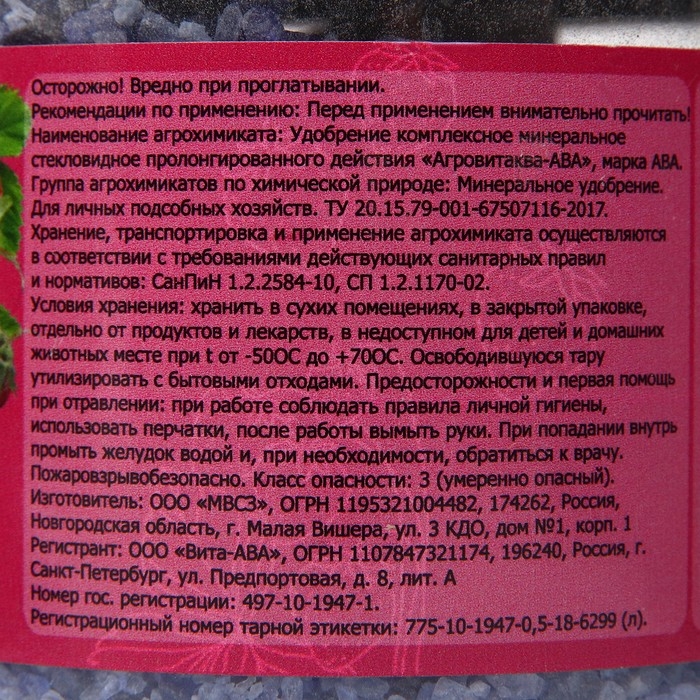 Осторожно! Вредно при проглатывании.
Рекомендации по применению: Перед применением внимательно прочитать!
Наименование агрохимиката: Удобрение комплексное минеральное
стекловидное пролонгированного действия «Агровитаква-АВА», марка АВА.
Группа агрохимикатов по химической природе: Минеральное удобрение.
Для личных подсобных хозяйств. ТУ 20.15.79-001-67507116-2017.
Хранение, транспортировка и применение агрохимиката осуществляются
в соответствии с требованиями действующих санитарных правил
и нормативов: СанПиН 1.2.2584-10, СП 1.2.1170-02.
Условия хранения: хранить в сухих помещениях, в закрытой упаковке,
отдельно от продуктов и лекарств, в недоступном для детей и домашних
животных месте при t от -50ОС до +70ОС. Освободившуюся тару
утилизировать с бытовыми отходами. Предосторожности и первая помощь
при отравлении: при работе соблюдать правила личной гигиены,
использовать перчатки, после работы вымыть руки. При попадании внутрь
промыть желудок водой и, при необходимости, обратиться к врачу.
Пожаровзрывобезопасно. Класс опасности: 3 (умеренно опасный).
Изготовитель: ООО «МВСЗ», ОГРН 1195321004482, 174262, Россия,
Новгородская область, г. Малая Вишера, ул. 3 КДО, дом №1, корп. 1
Регистрант: ООО «Вита-АВА», ОГРН 1107847321174, 196240, Россия, г.
Санкт-Петербург, ул. Предпортовая, д. 8, лит. А
Номер гос. регистрации: 497-10-1947-1.
Регистрационный номер тарной этикетки: 775-10-1947-0,5-18-6299 (л).